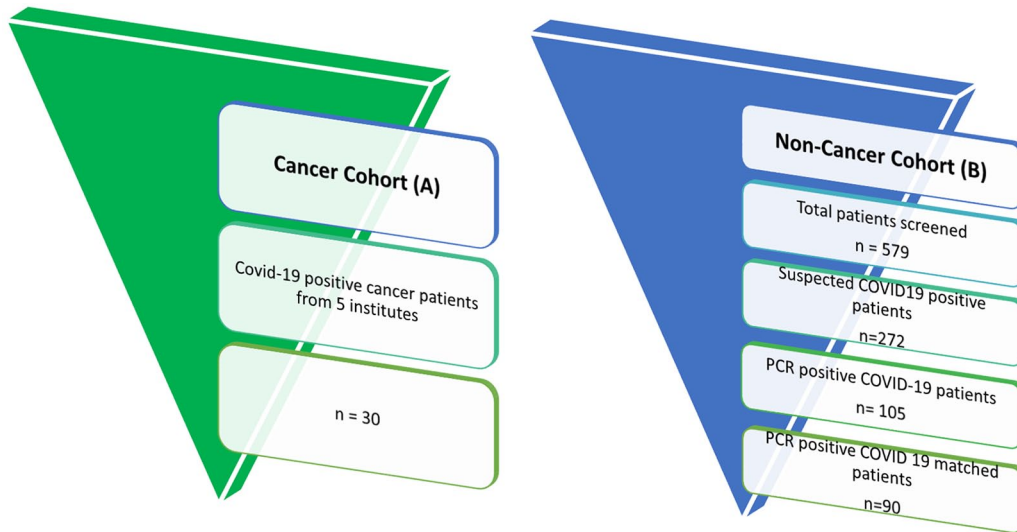 Cancer Cohort (A)
Covid-19 positive cancer patients
from 5 institutes
n = 30
Non-Cancer Cohort (B)
Total patients screened
n = 579
Suspected COVID19 positive
patients
n=272
PCR positive COVID-19 patients
n= 105
PCR positive COVID 19 matched
patients
n=90